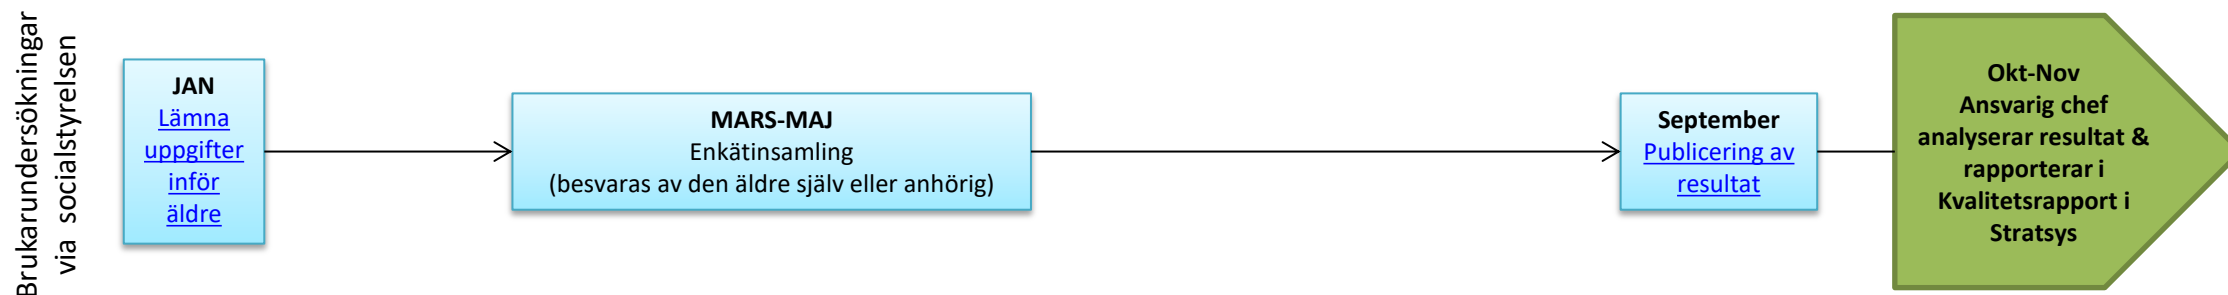 Brukarundersökningar
via socialstyrelsen
JAN
Lämna
uppgifter
inför
äldre
MARS-MAJ
Enkätinsamling
(besvaras av den äldre själv eller anhörig)
September
Publicering av
resultat
Okt-Nov
Ansvarig chef
analyserar resultat &
rapporterar i
Kvalitetsrapport i
Stratsys